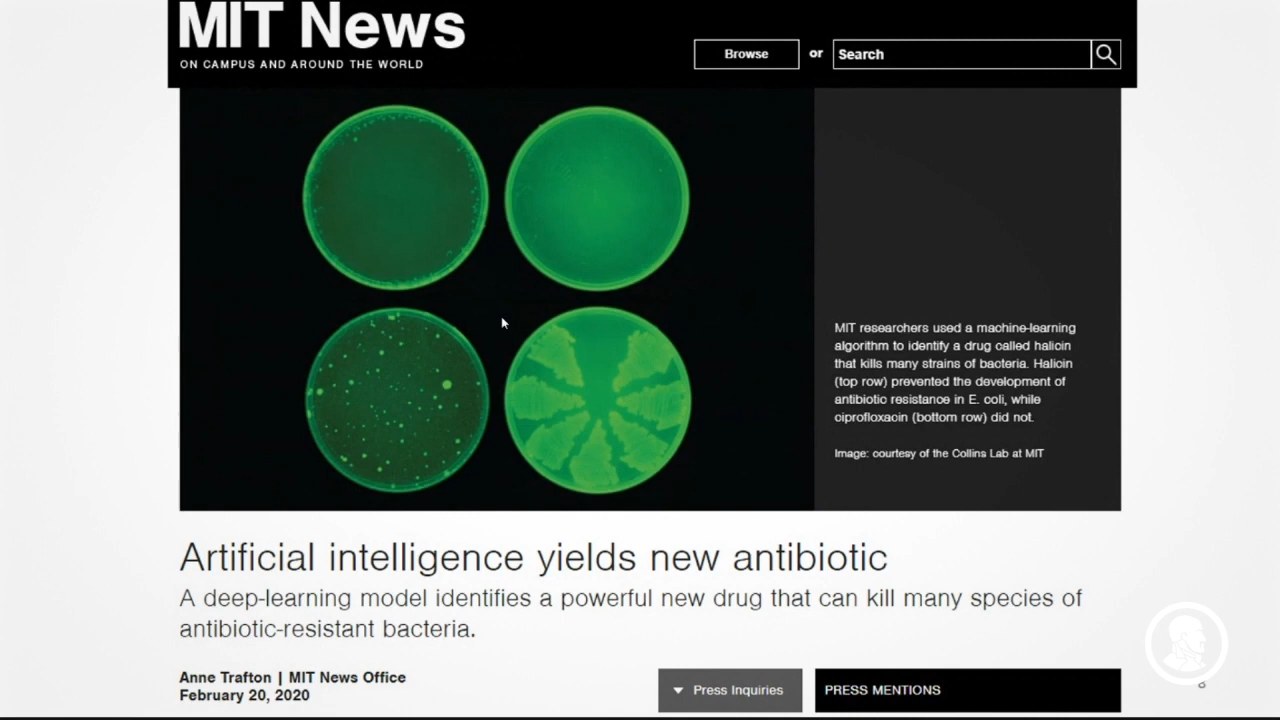 MIT News
ON CAMPUS AND AROUND THE WORLD
Browse
or
Search
MIT researchers used a machine-learning
algorithm to identify a drug called halicin
that kills many strains of bacteria. Halicin
(top row) prevented the development of
antibiotic resistance in E. coli, while
ciprofloxacin (bottom row) did not.
Image: courtesy of the Collins Lab at MIT
Artificial intelligence yields new antibiotic
A deep-learning model identifies a powerful new drug that can kill many species of
antibiotic-resistant bacteria.
Anne Trafton | MIT News Office
February 20, 2020
Press Inquiries
PRESS MENTIONS